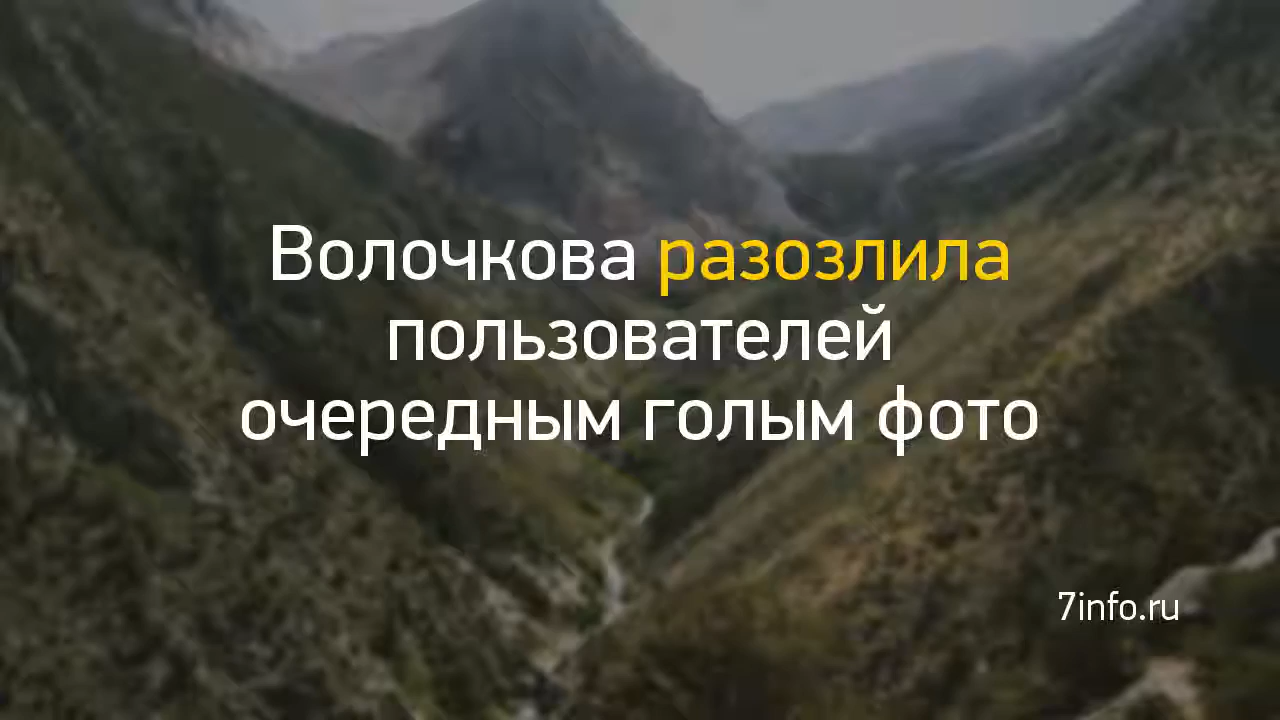 Волочкова разозлила
пользователей
очередным голым фото
7info.ru